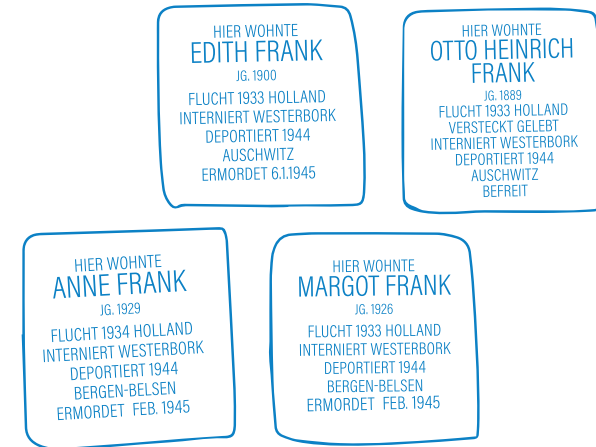 HIER WOHNTE
EDITH FRANK
JG. 1900
FLUCHT 1933 HOLLAND
INTERNIERT WESTERBORK
DEPORTIERT 1944
AUSCHWITZ
ERMORDET 6.1.1945
HIER WOHNTE
OTTO HEINRICH
FRANK
JG. 1889
FLUCHT 1933 HOLLAND
VERSTECKT GELEBT
INTERNIERT WESTERBORK
DEPORTIERT 1944
AUSCHWITZ
BEFREIT
HIER WOHNTE
ANNE FRANK
JG. 1929
FLUCHT 1934 HOLLAND
INTERNIERT WESTERBORK
DEPORTIERT 1944
BERGEN-BELSEN
ERMORDET FEB. 1945
HIER WOHNTE
MARGOT FRANK
JG. 1926
FLUCHT 1933 HOLLAND
INTERNIERT WESTERBORK
DEPORTIERT 1944
BERGEN-BELSEN
ERMORDET FEB. 1945